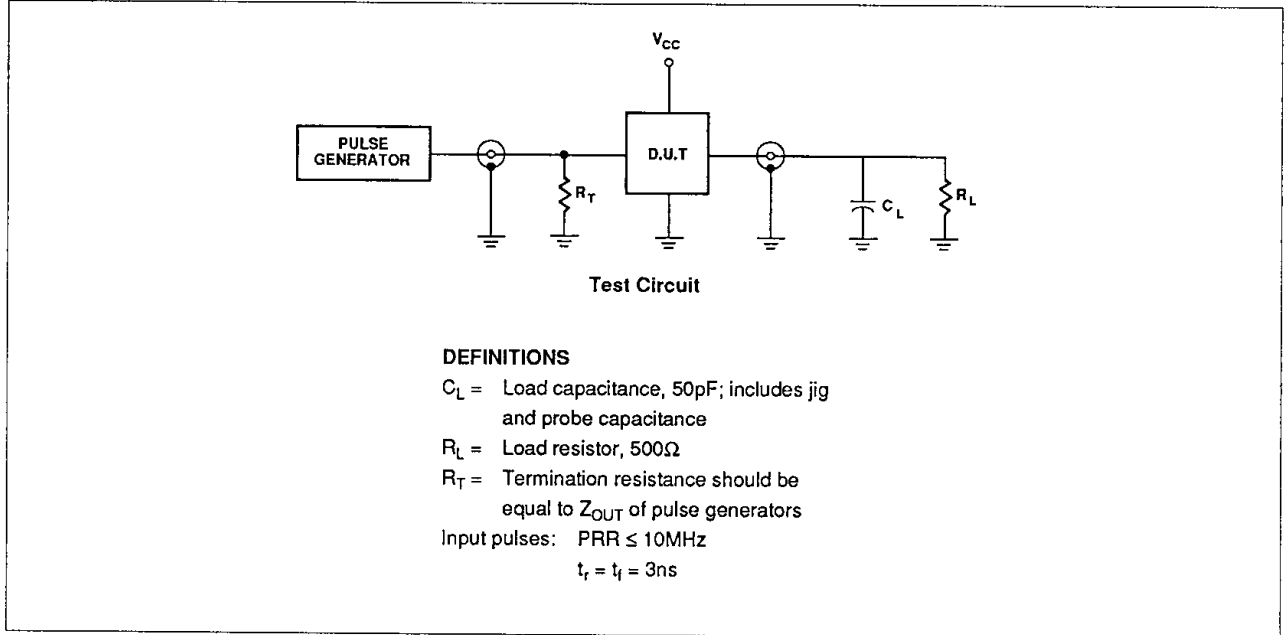 V_CC
PULSE
GENERATOR
D.U.T
R_T
C_L
R_L
Test Circuit
DEFINITIONS
C_L = Load capacitance, 50pF; includes jig
and probe capacitance
R_L = Load resistor, 500Ω
R_T = Termination resistance should be
equal to Z_OUT of pulse generators
Input pulses: PRR ≤ 10MHz
t_r = t_f = 3ns